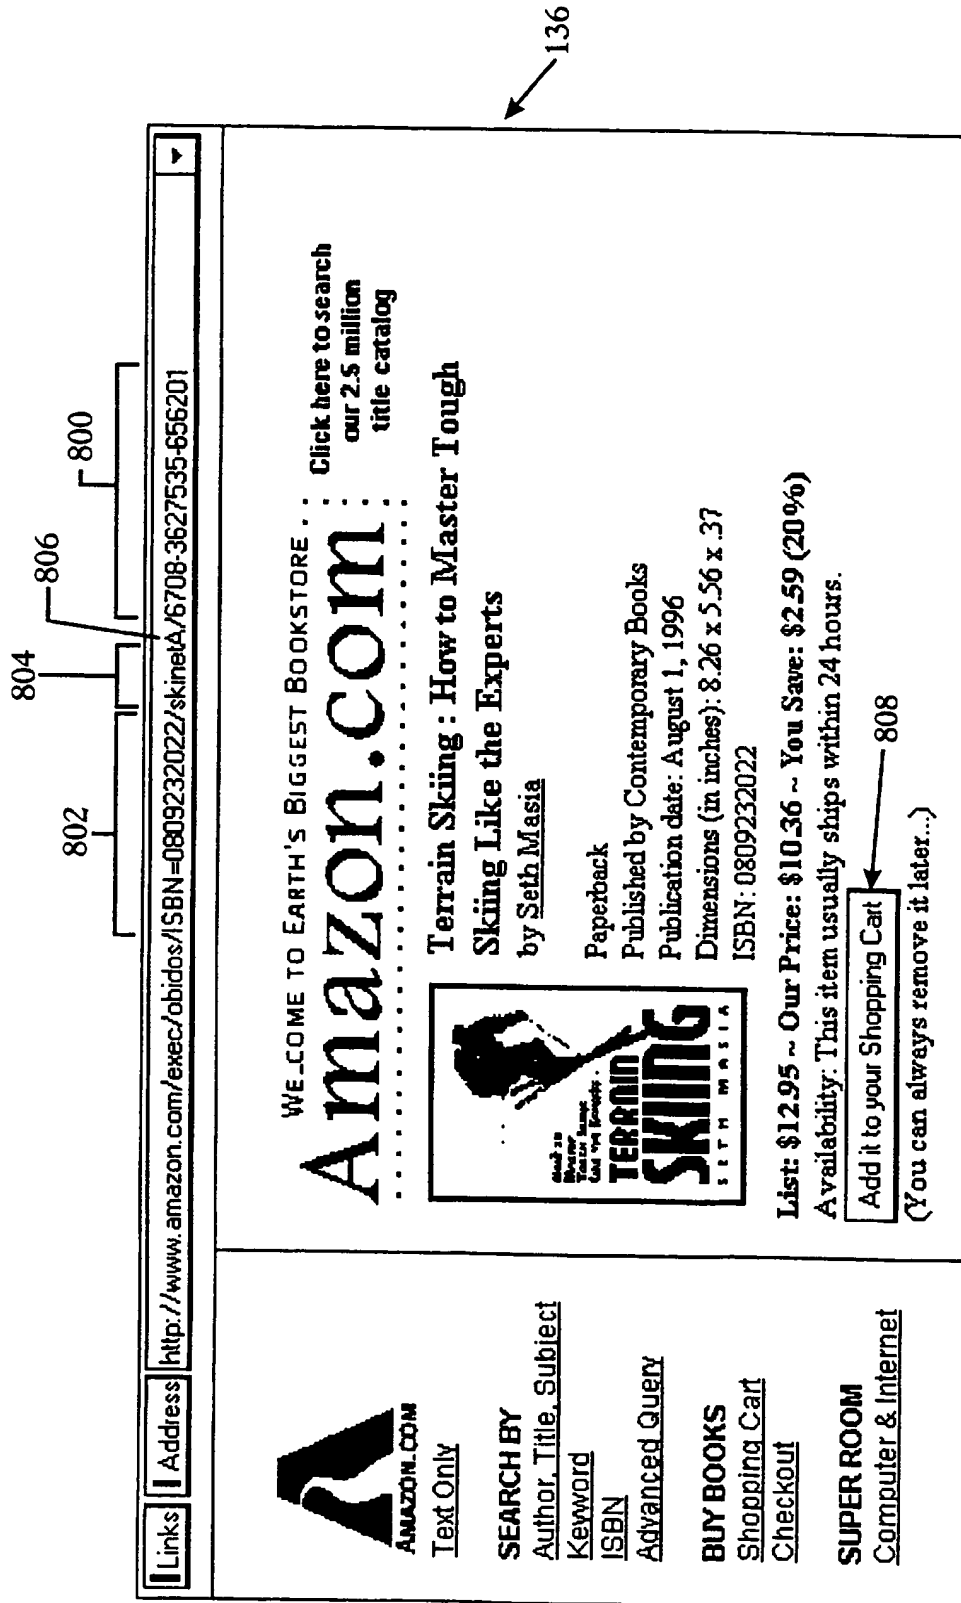 804
806
802
800
Links
Address
http://www.amazon.com/exec/obidos/ISBN=0809232022/skinetA/6708-3627535-656201
136
AMAZON.COM
Text Only
SEARCH BY
Author, Title, Subject
Keyword
ISBN
Advanced Query
BUY BOOKS
Shopping Cart
Checkout
SUPER ROOM
Computer & Internet
WELCOME TO EARTH'S BIGGEST BOOKSTORE
Amazon.com
Click here to search
our 2.5 million
title catalog
Terrain Skiing : How to Master Tough
Skiing Like the Experts
by Seth Masia
TERRAIN
SKIING
SETH MASIA
Paperback
Published by Contemporary Books
Publication date: August 1, 1996
Dimensions (in inches): 8.26 x 5.56 x .37
ISBN: 0809232022
List: $12.95 ~ Our Price: $10.36 ~ You Save: $2.59 (20%)
Availability: This item usually ships within 24 hours.
Add it to your Shopping Cart
808
(You can always remove it later...)